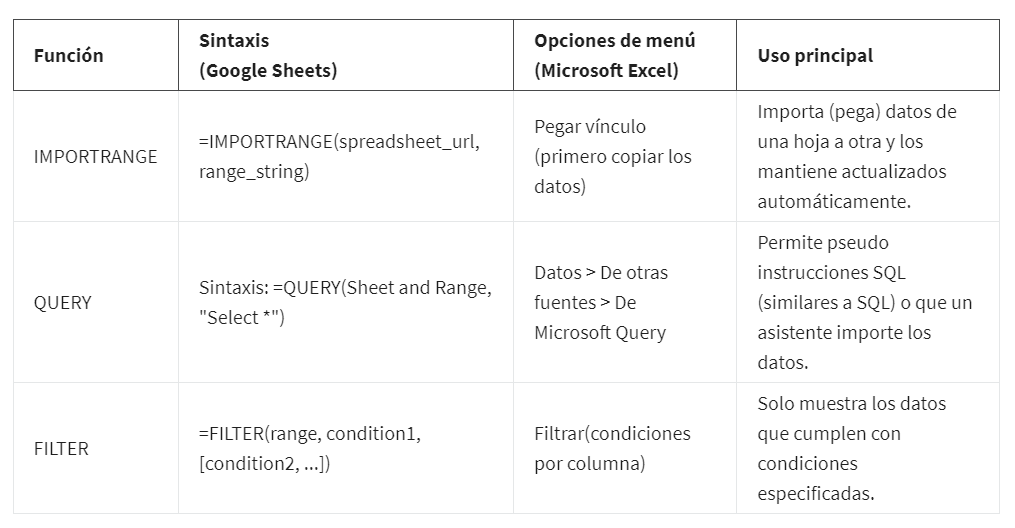 Función
Sintaxis
(Google Sheets)
Opciones de menú
(Microsoft Excel)
Uso principal
IMPORTRANGE
=IMPORTRANGE(spreadsheet_url,
range_string)
Pegar vínculo
(primero copiar los
datos)
Importa (pega) datos de
una hoja a otra y los
mantiene actualizados
automáticamente.
QUERY
Sintaxis: =QUERY(Sheet and Range,
"Select *")
Datos > De otras
fuentes > De
Microsoft Query
Permite pseudo
instrucciones SQL
(similares a SQL) o que un
asistente importe los
datos.
FILTER
=FILTER(range, condition1,
[condition2, ...])
Filtrar(condiciones
por columna)
Solo muestra los datos
que cumplen con
condiciones
especificadas.